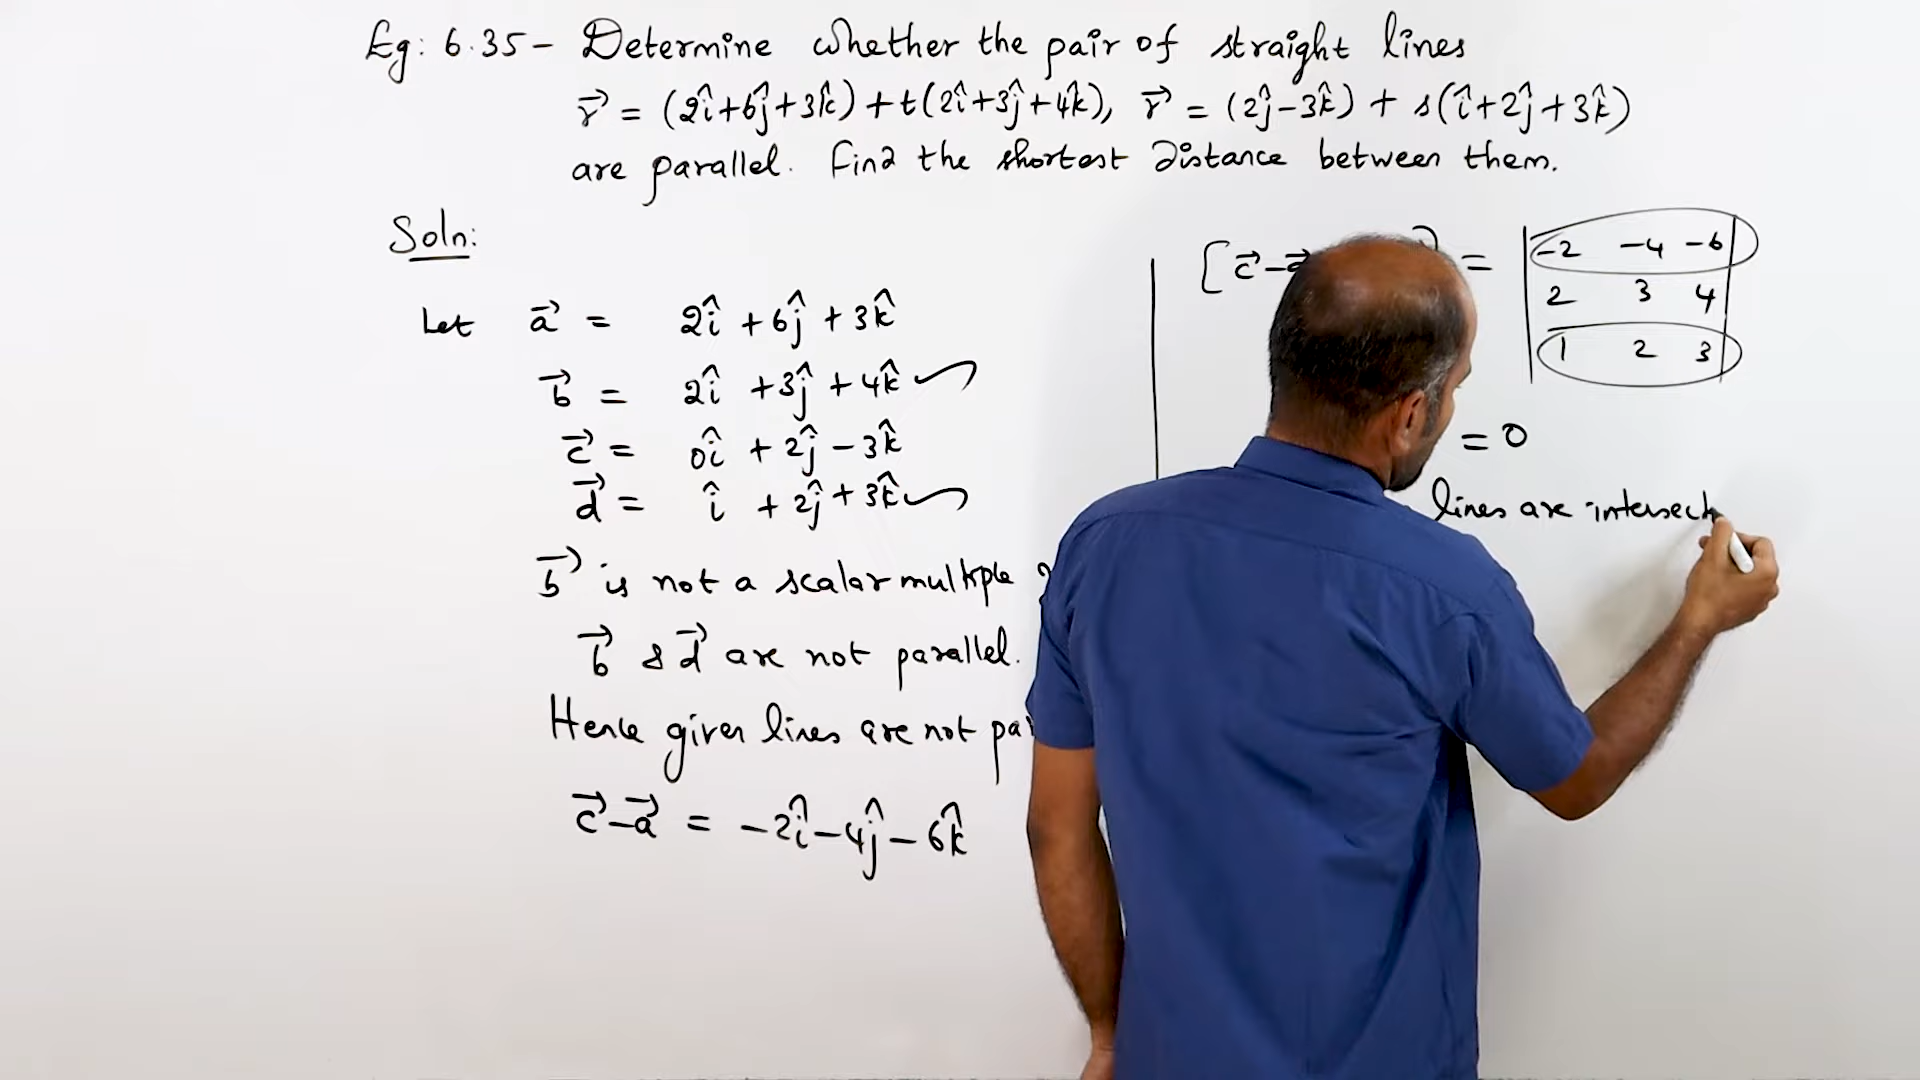 Eg: 6.35 - Determine whether the pair of straight lines
r⃗ = (2î+6ĵ+3k̂) + t(2î+3ĵ+4k̂), r⃗ = (2ĵ-3k̂) + s(î+2ĵ+3k̂)
are parallel. Find the shortest distance between them.
Soln:
Let a⃗ = 2î + 6ĵ + 3k̂
b⃗ = 2î + 3ĵ + 4k̂
c⃗ = 0î + 2ĵ - 3k̂
d⃗ = î + 2ĵ + 3k̂
b⃗ is not a scalar multiple
b⃗ & d⃗ are not parallel.
Hence given lines are not
c⃗ - a⃗ = -2î - 4ĵ - 6k̂
[c⃗ - =
-2 -4 -6
2 3 4
1 2 3
= 0
lines are intersect